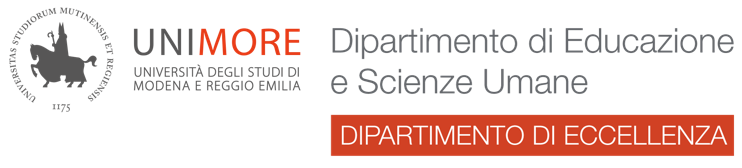 UNIVERSITAS STUDIORUM MUTINENSIS ET REGIENSIS
1175
UNIMORE
UNIVERSITÀ DEGLI STUDI DI
MODENA E REGGIO EMILIA
Dipartimento di Educazione
e Scienze Umane
DIPARTIMENTO DI ECCELLENZA